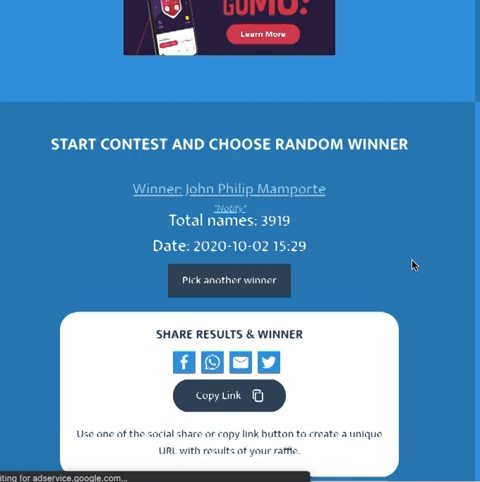 GOMO!
Learn More
START CONTEST AND CHOOSE RANDOM WINNER
Winner: John Philip Mamporte
"Notify"
Total names: 3919
Date: 2020-10-02 15:29
Pick another winner
SHARE RESULTS & WINNER
Copy Link
Use one of the social share or copy link button to create a unique
URL with results of your raffle.
iting for adservice.google.com...